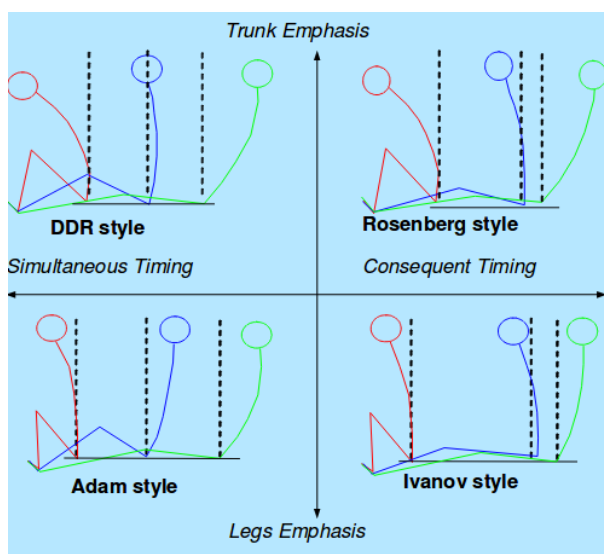 Trunk Emphasis
DDR style
Rosenberg style
Simultaneous Timing
Consequent Timing
Adam style
Ivanov style
Legs Emphasis